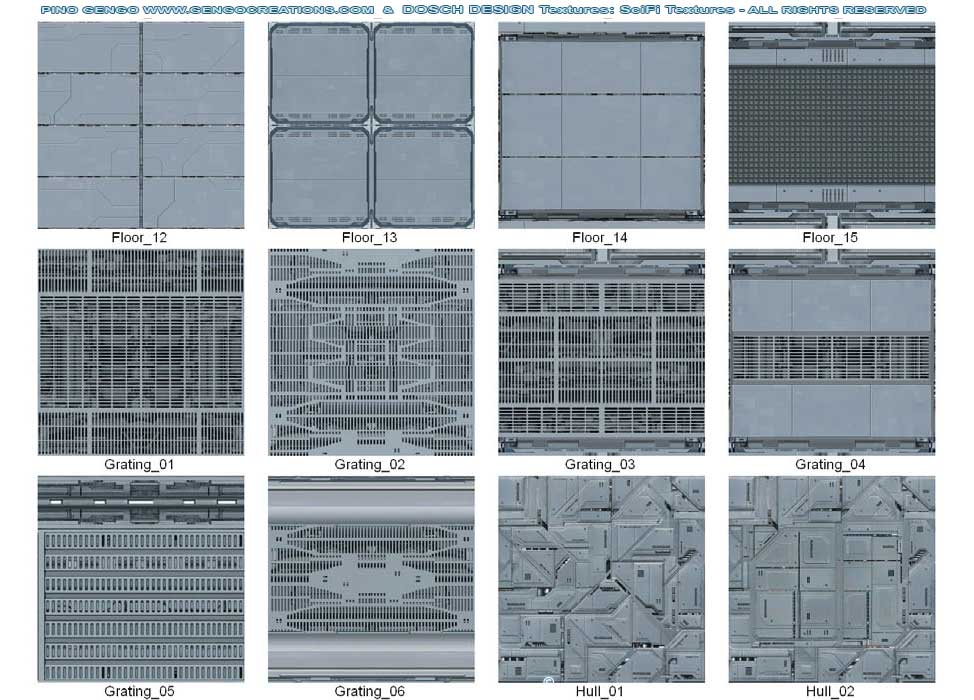 PINO GENGO WWW.GENGOCREATIONS.COM & DOSCH DESIGN Textures: SciFi Textures - ALL RIGHTS RESERVED
Floor_12 Floor_13 Floor_14 Floor_15
Grating_01 Grating_02 Grating_03 Grating_04
Grating_05 Grating_06 Hull_01 Hull_02